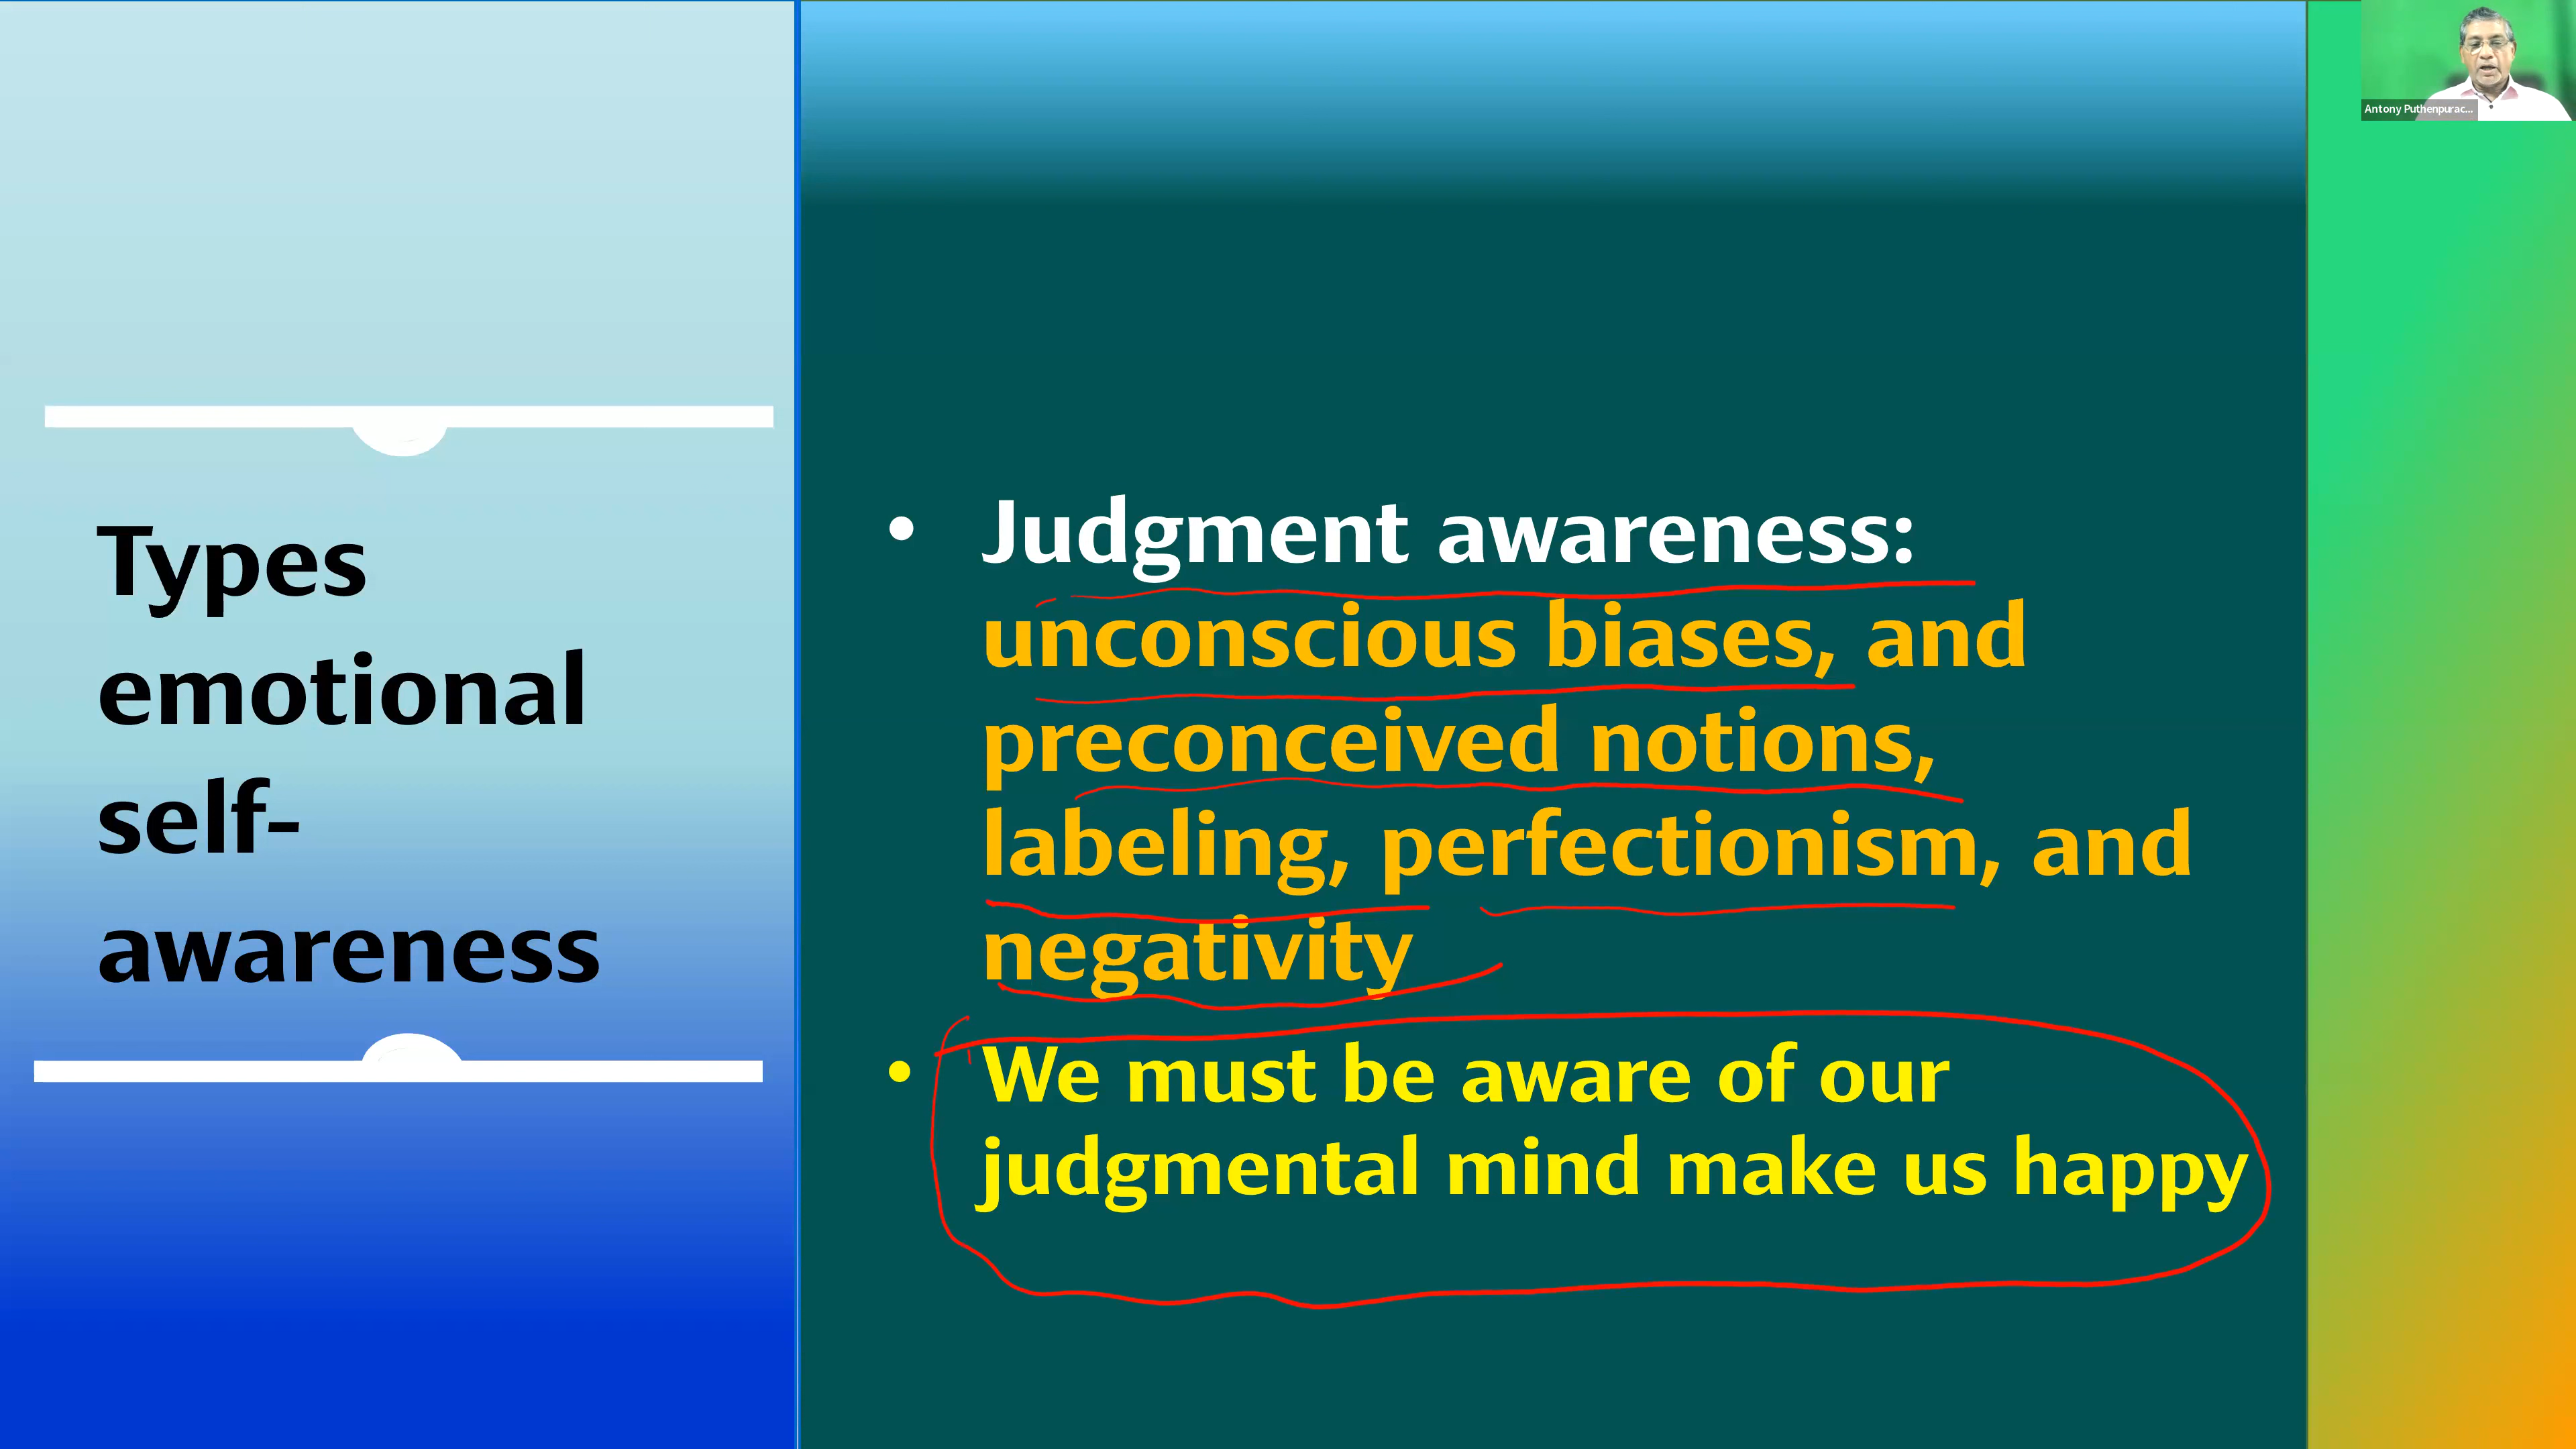 Types
emotional
self-
awareness
• Judgment awareness:
unconscious biases, and
preconceived notions,
labeling, perfectionism, and
negativity
• We must be aware of our
judgmental mind make us happy
Antony Puthenpurac...